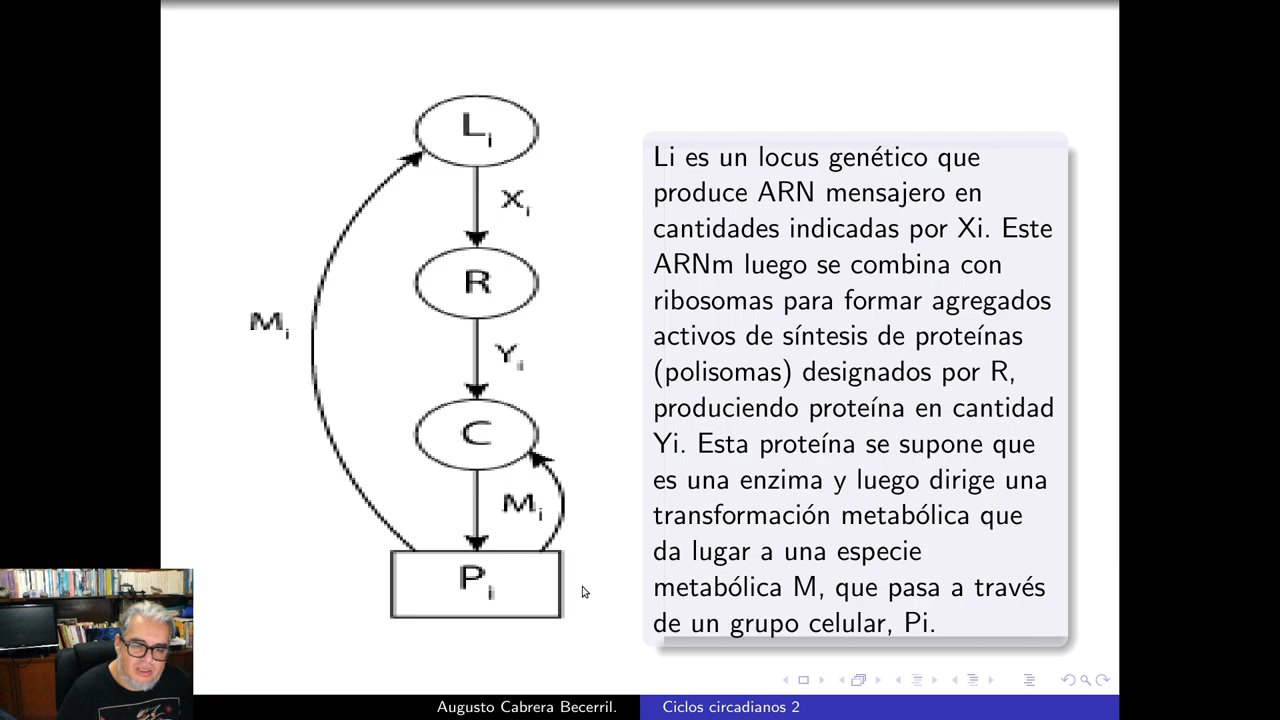 Li
Xi
R
Mi
Yi
C
Mi
Pi
Li es un locus genético que
produce ARN mensajero en
cantidades indicadas por Xi. Este
ARNm luego se combina con
ribosomas para formar agregados
activos de síntesis de proteínas
(polisomas) designados por R,
produciendo proteína en cantidad
Yi. Esta proteína se supone que
es una enzima y luego dirige una
transformación metabólica que
da lugar a una especie
metabólica M, que pasa a través
de un grupo celular, Pi.
Augusto Cabrera Becerril.
Ciclos circadianos 2